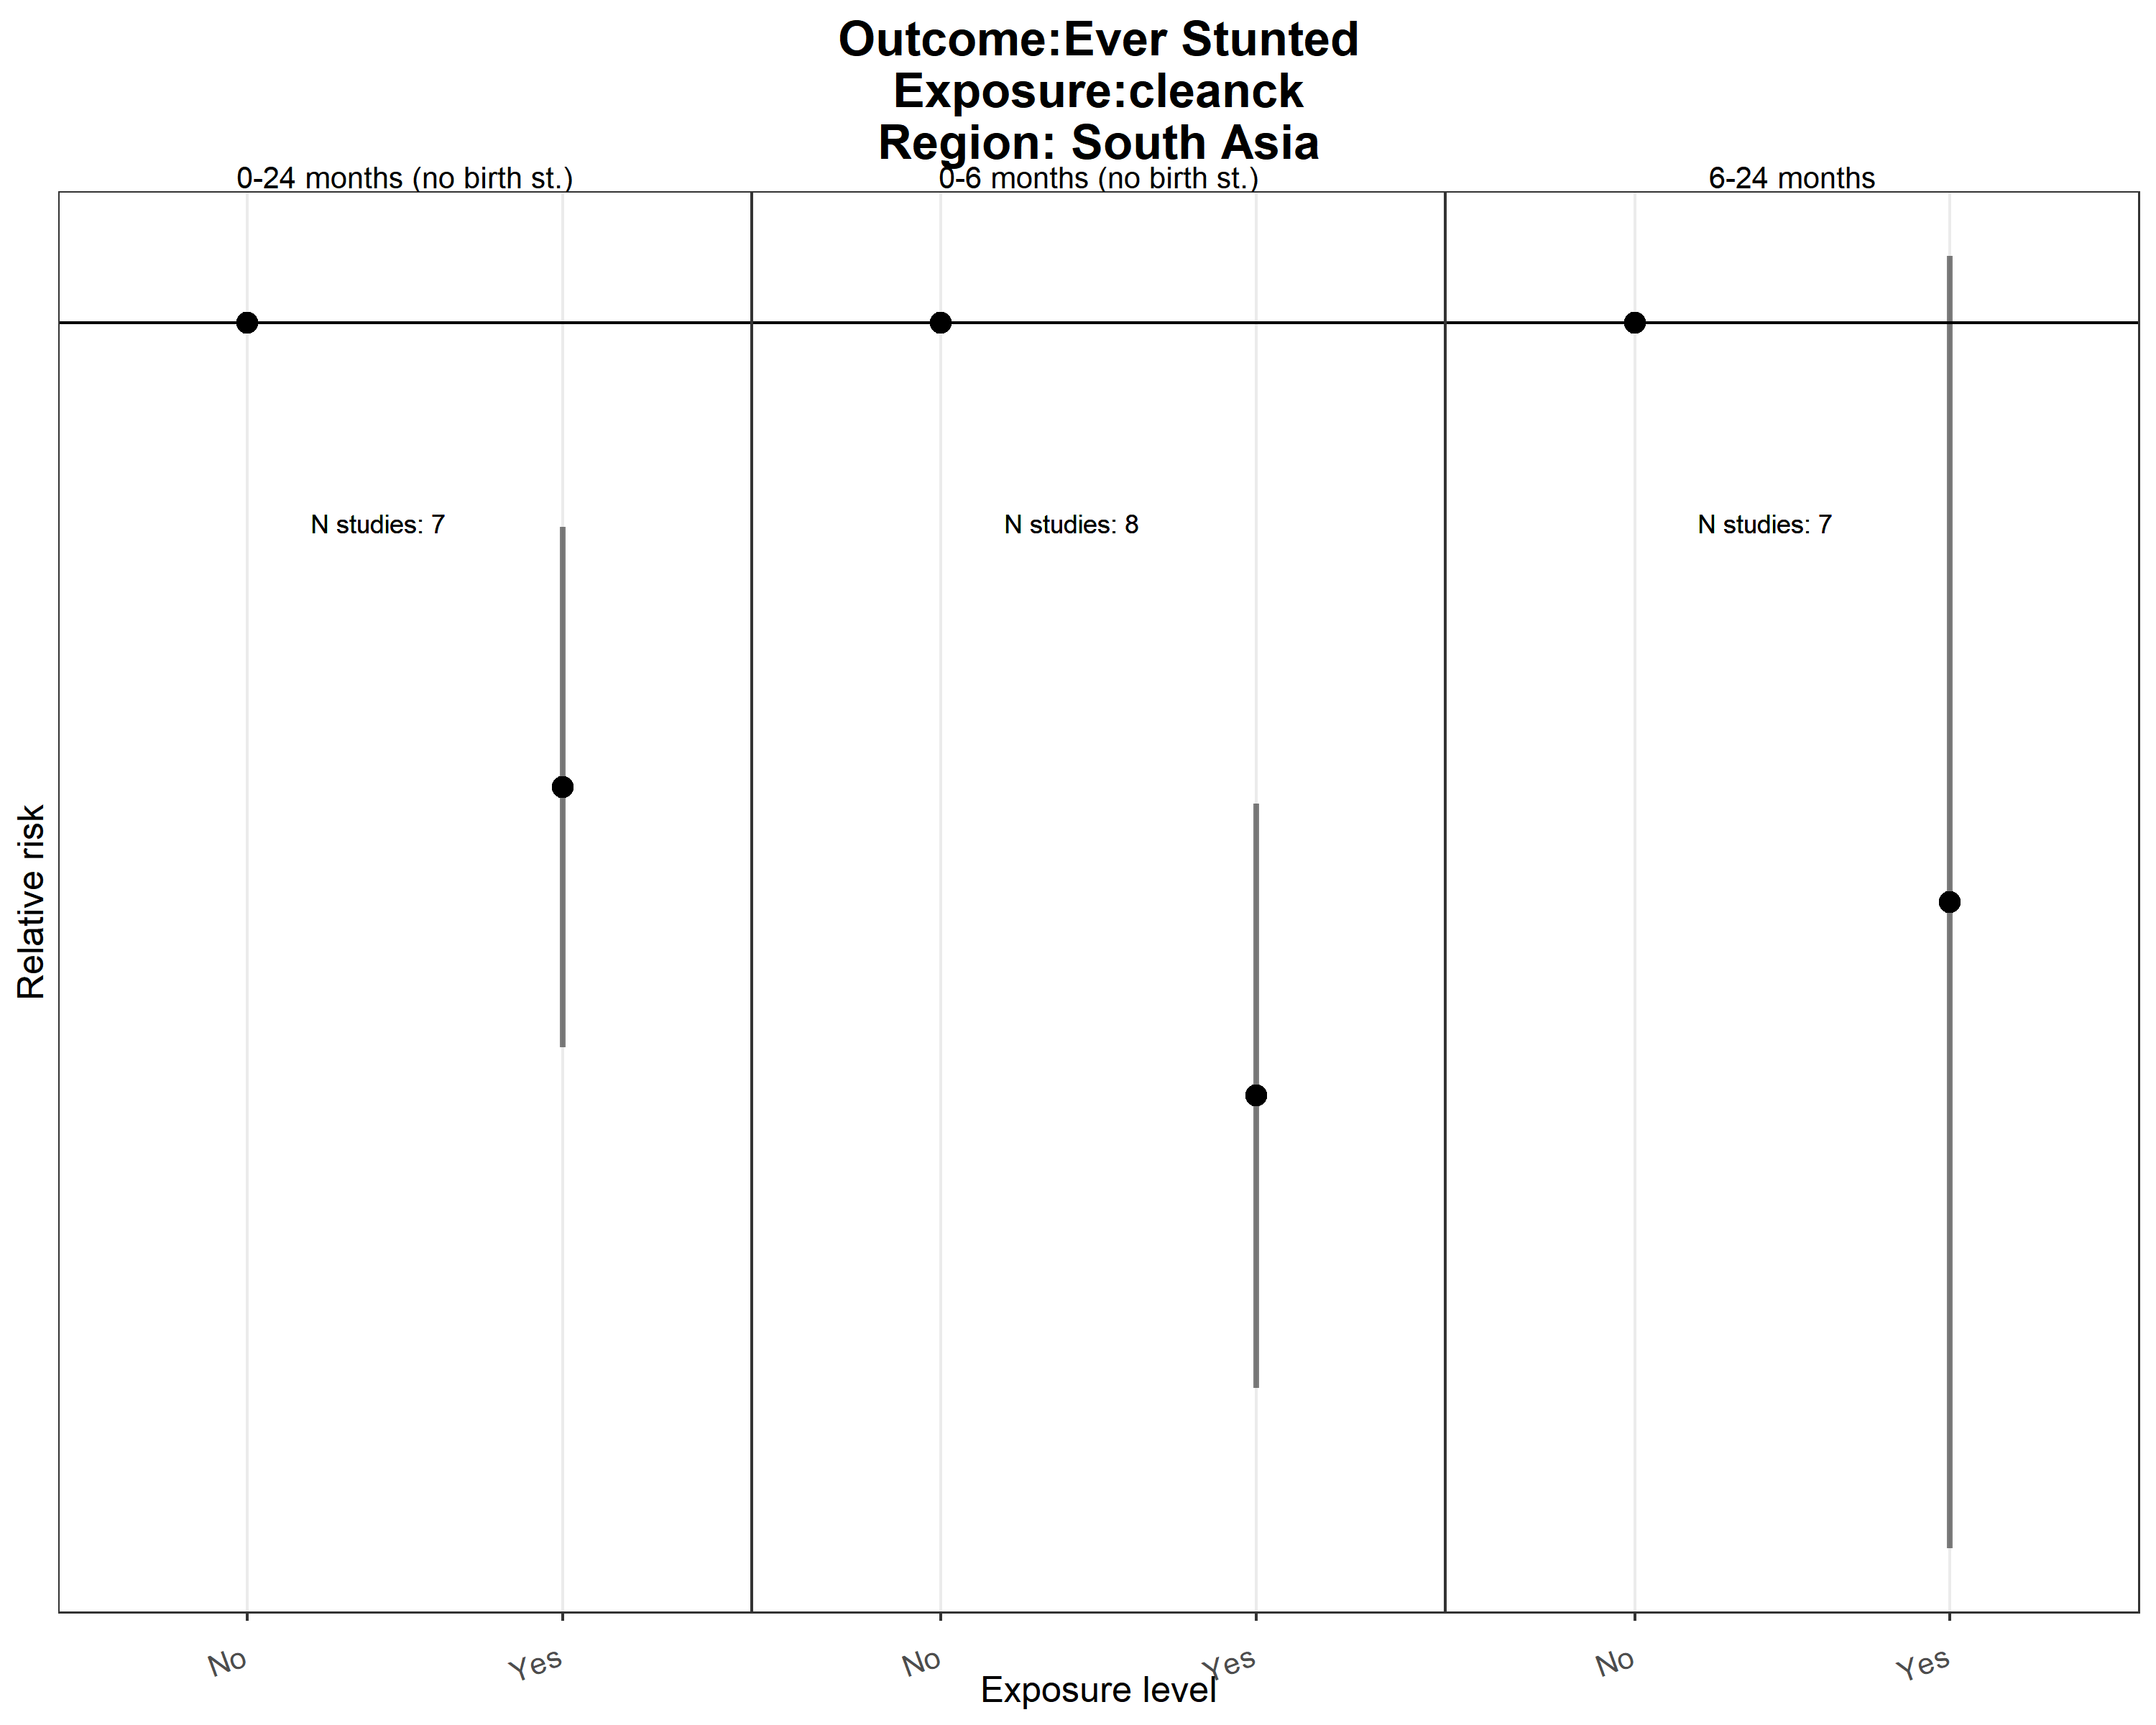 Outcome:Ever Stunted
Exposure:cleanck
Region: South Asia
0-24 months (no birth st.)
0-6 months (no birth st.)
6-24 months
N studies: 7
N studies: 8
N studies: 7
Relative risk
No
Yes
No
Yes
No
Yes
Exposure level